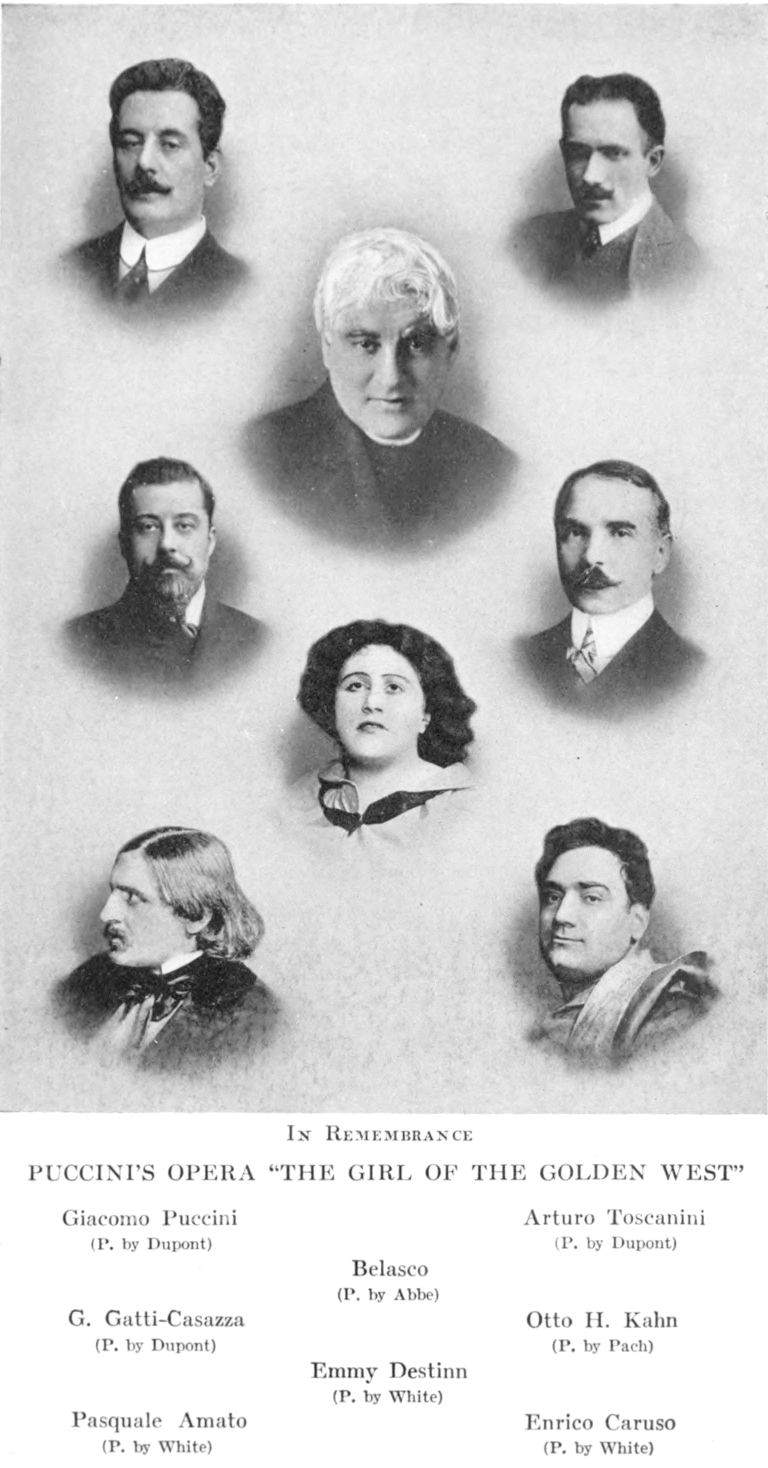 In Remembrance
PUCCINI'S OPERA “THE GIRL OF THE GOLDEN WEST”
Giacomo Puccini
(P. by Dupont)
Arturo Toscanini
(P. by Dupont)
Belasco
(P. by Abbe)
G. Gatti-Casazza
(P. by Dupont)
Otto H. Kahn
(P. by Pach)
Emmy Destinn
(P. by White)
Pasquale Amato
(P. by White)
Enrico Caruso
(P. by White)